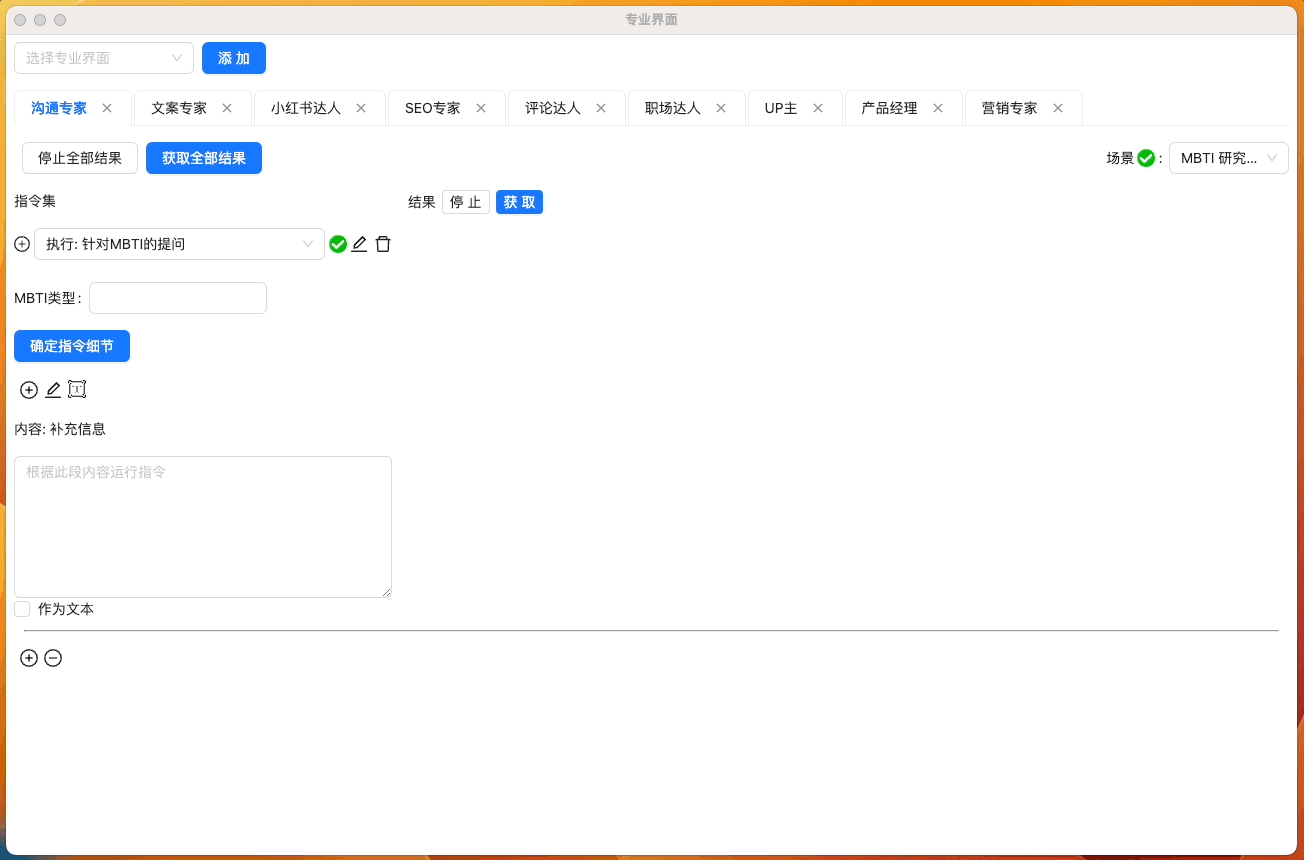 专业界面
选择专业界面 添 加
沟通专家 文案专家 小红书达人 SEO专家 评论达人 职场达人 UP主 产品经理 营销专家
停止全部结果 获取全部结果 场景 : MBTI 研究...
指令集 结果 停 止 获 取
执行: 针对MBTI的提问
MBTI类型:
确定指令细节
内容: 补充信息
根据此段内容运行指令
作为文本